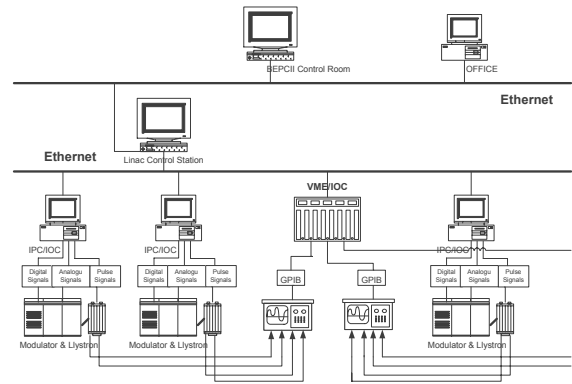 BEPCII Control Room
OFFICE
Ethernet
Ethernet
Linac Control Station
VME/IOC
IPC/IOC
IPC/IOC
IPC/IOC
Digital Signals
Analogu Signals
Pulse Signals
Digital Signals
Analogu Signals
Pulse Signals
GPIB
GPIB
Digital Signals
Analogu Signals
Pulse Signals
Modulator & Llystron
Modulator & Llystron
Modulator & Llystron